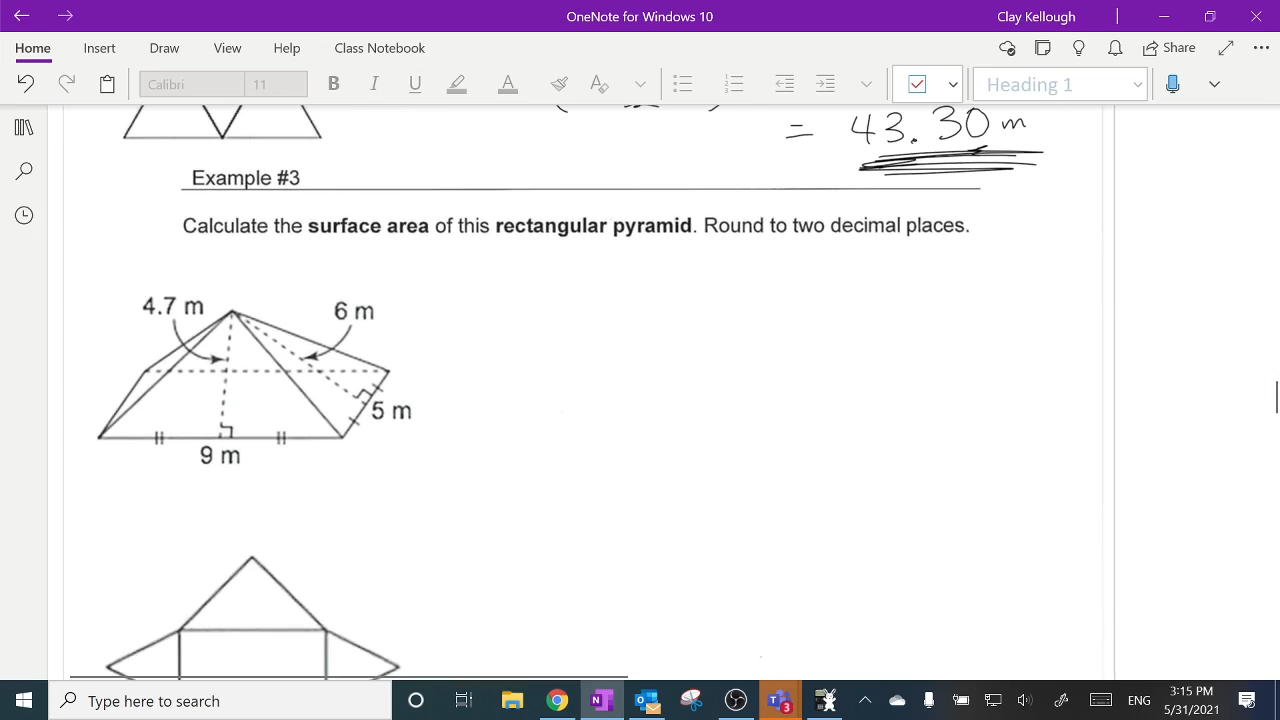 OneNote for Windows 10
Clay Kellough
Home
Insert
Draw
View
Help
Class Notebook
Share
Calibri
11
B
I
U
A
Heading 1
= 43.30 m
Example #3
Calculate the surface area of this rectangular pyramid. Round to two decimal places.
4.7 m
6 m
5 m
9 m
Type here to search
3
ENG
3:15 PM
5/31/2021